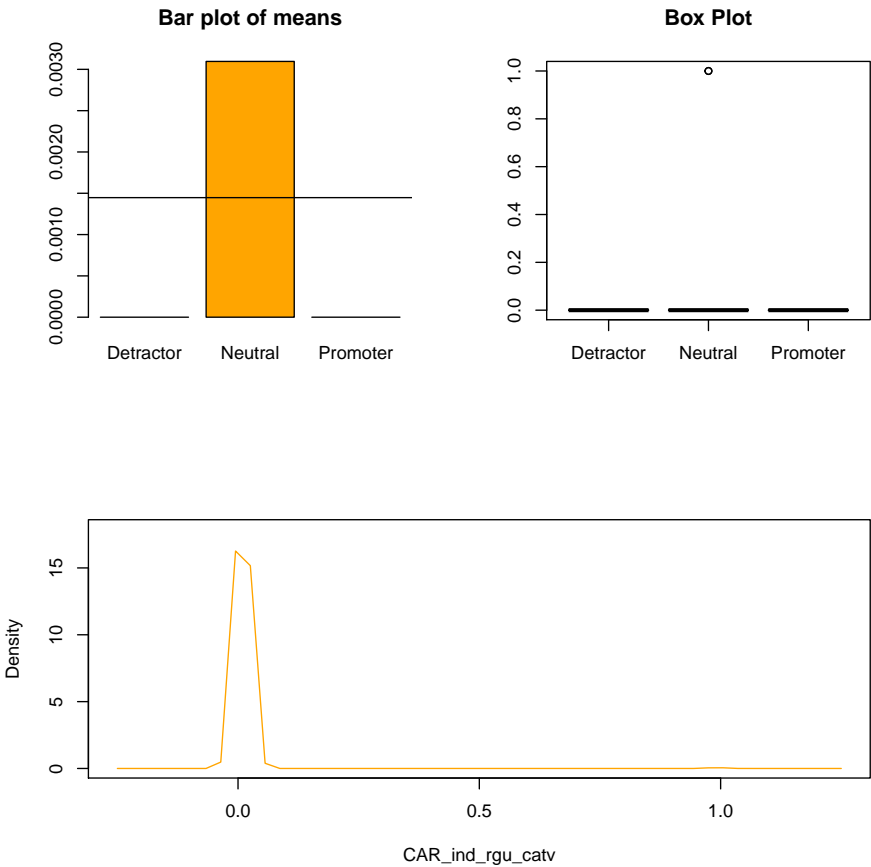 Bar plot of means
0.0030
0.0020
0.0010
0.0000
Detractor Neutral Promoter
Box Plot
1.0
0.8
0.6
0.4
0.2
0.0
Detractor Neutral Promoter
Density
15
10
5
0
0.0 0.5 1.0
CAR_ind_rgu_catv